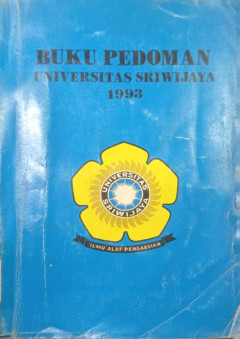 BUKU PEDOMAN
UNIVERSITAS SRIWIJAYA
1993
UNIVERSITAS
SRIWIJAYA
ILMU ALAT PENGABDIAN